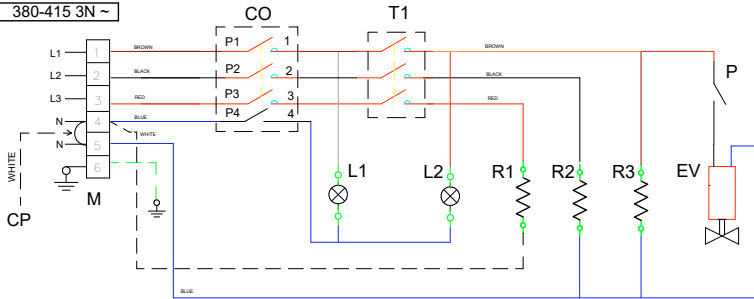 380-415 3N ~
CO
T1
L1
1
BROWN
P1
1
BROWN
L2
2
BLACK
P2
2
BLACK
P
L3
3
RED
P3
3
RED
N
4
BLUE
P4
4
WHITE
N
5
WHITE
6
CP
M
L1
L2
R1
R2
R3
EV
BLUE